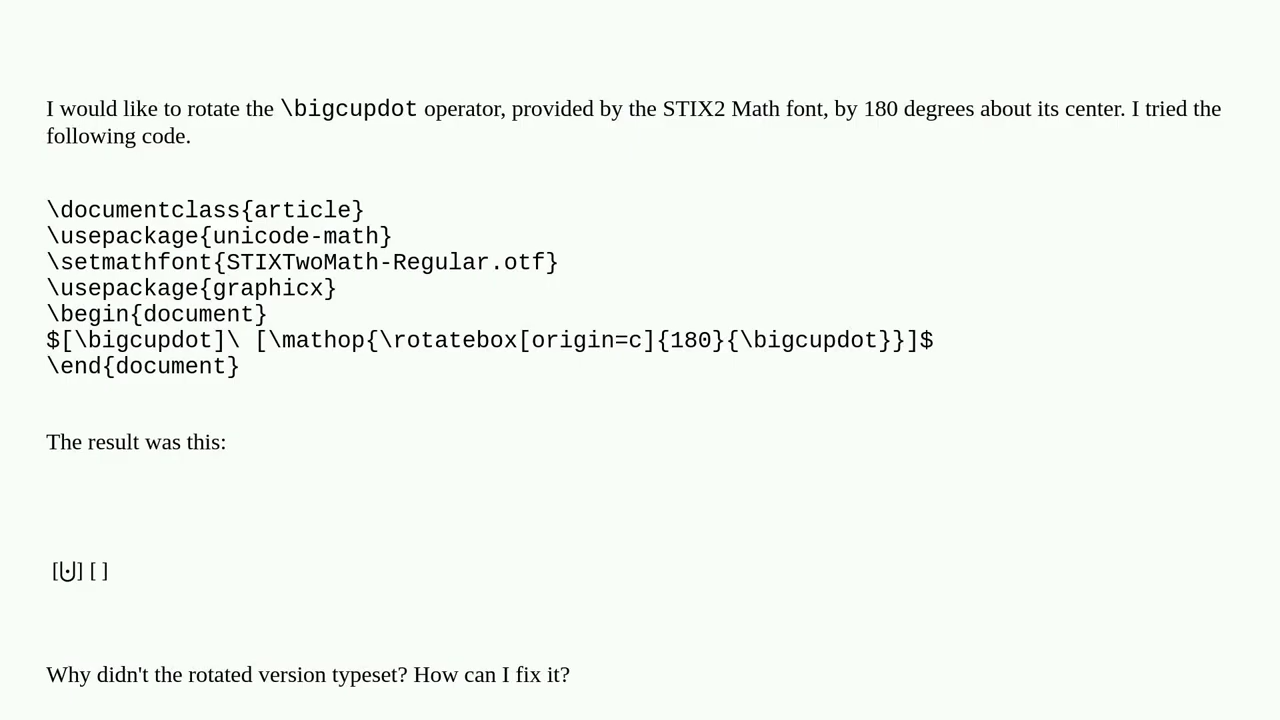 I would like to rotate the \bigcupdot operator, provided by the STIX2 Math font, by 180 degrees about its center. I tried the
following code.
\documentclass{article}
\usepackage{unicode-math}
\setmathfont{STIXTwoMath-Regular.otf}
\usepackage{graphicx}
\begin{document}
$[\bigcupdot]\ [\mathop{\rotatebox[origin=c]{180}{\bigcupdot}}]$
\end{document}
The result was this:
[⨃] [ ]
Why didn't the rotated version typeset? How can I fix it?